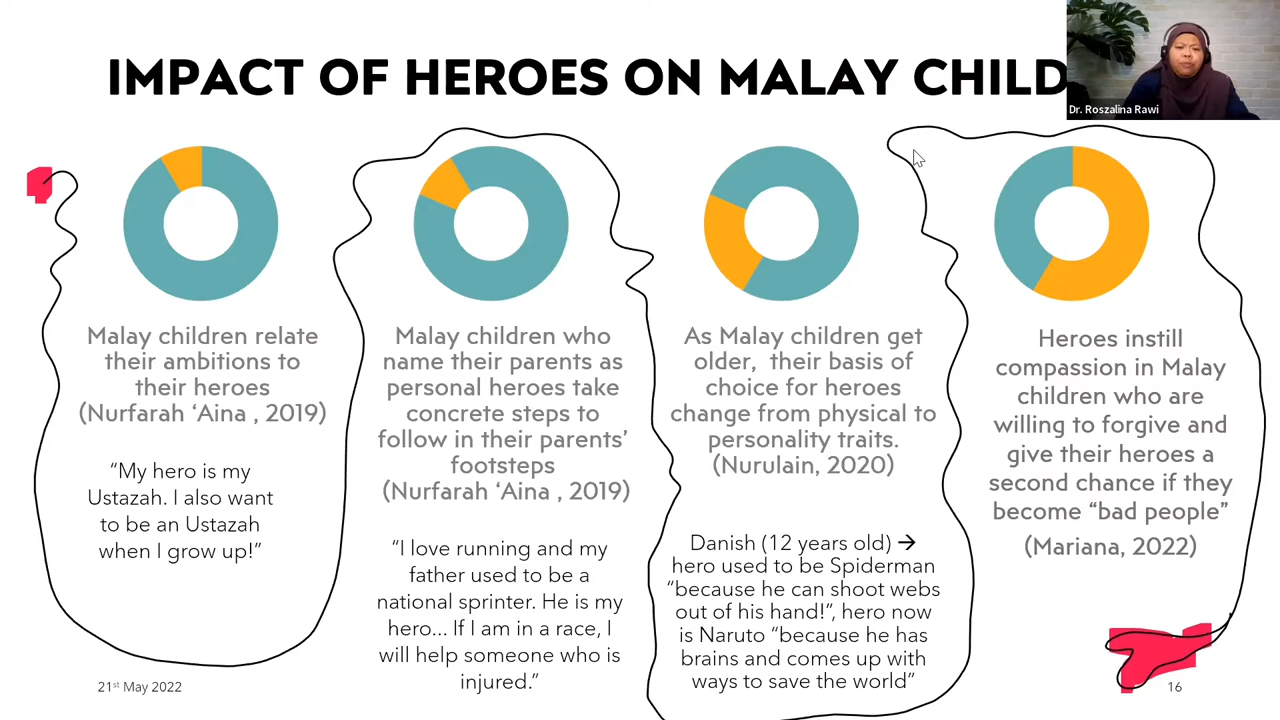 IMPACT OF HEROES ON MALAY CHILD
Dr. Roszalina Rawi
Malay children relate
their ambitions to
their heroes
(Nurfarah ‘Aina , 2019)
“My hero is my
Ustazah. I also want
to be an Ustazah
when I grow up!”
Malay children who
name their parents as
personal heroes take
concrete steps to
follow in their parents’
footsteps
(Nurfarah ‘Aina , 2019)
“I love running and my
father used to be a
national sprinter. He is my
hero... If I am in a race, I
will help someone who is
injured.”
As Malay children get
older, their basis of
choice for heroes
change from physical to
personality traits.
(Nurulain, 2020)
Danish (12 years old) →
hero used to be Spiderman
“because he can shoot webs
out of his hand!”, hero now
is Naruto “because he has
brains and comes up with
ways to save the world”
Heroes instill
compassion in Malay
children who are
willing to forgive and
give their heroes a
second chance if they
become “bad people”
(Mariana, 2022)
21st May 2022
16